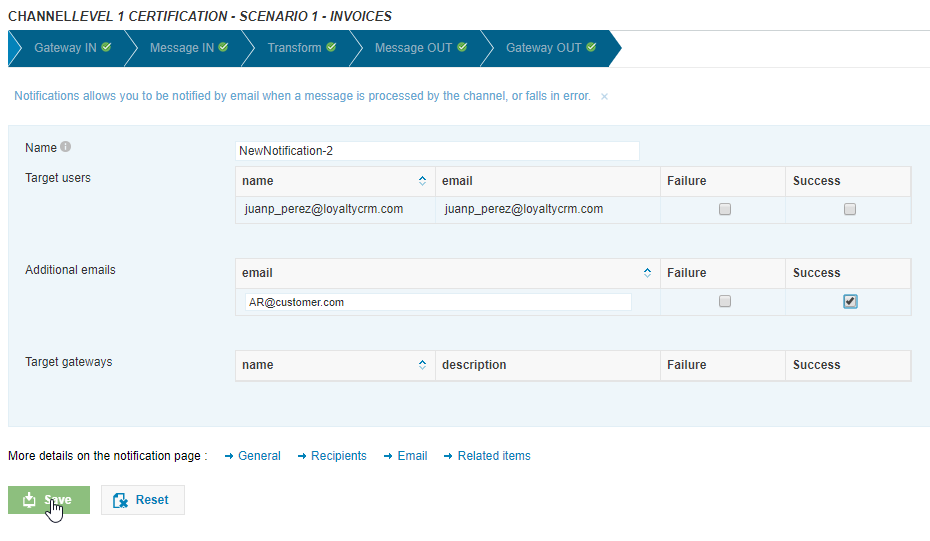 CHANNELLEVEL 1 CERTIFICATION - SCENARIO 1 - INVOICES
Gateway IN Message IN Transform Message OUT Gateway OUT
Notifications allows you to be notified by email when a message is processed by the channel, or falls in error. ×
Name NewNotification-2
Target users name email Failure Success
juanp_perez@loyaltycrm.com juanp_perez@loyaltycrm.com
Additional emails email Failure Success
AR@customer.com
Target gateways name description Failure Success
More details on the notification page : General Recipients Email Related items
Save Reset